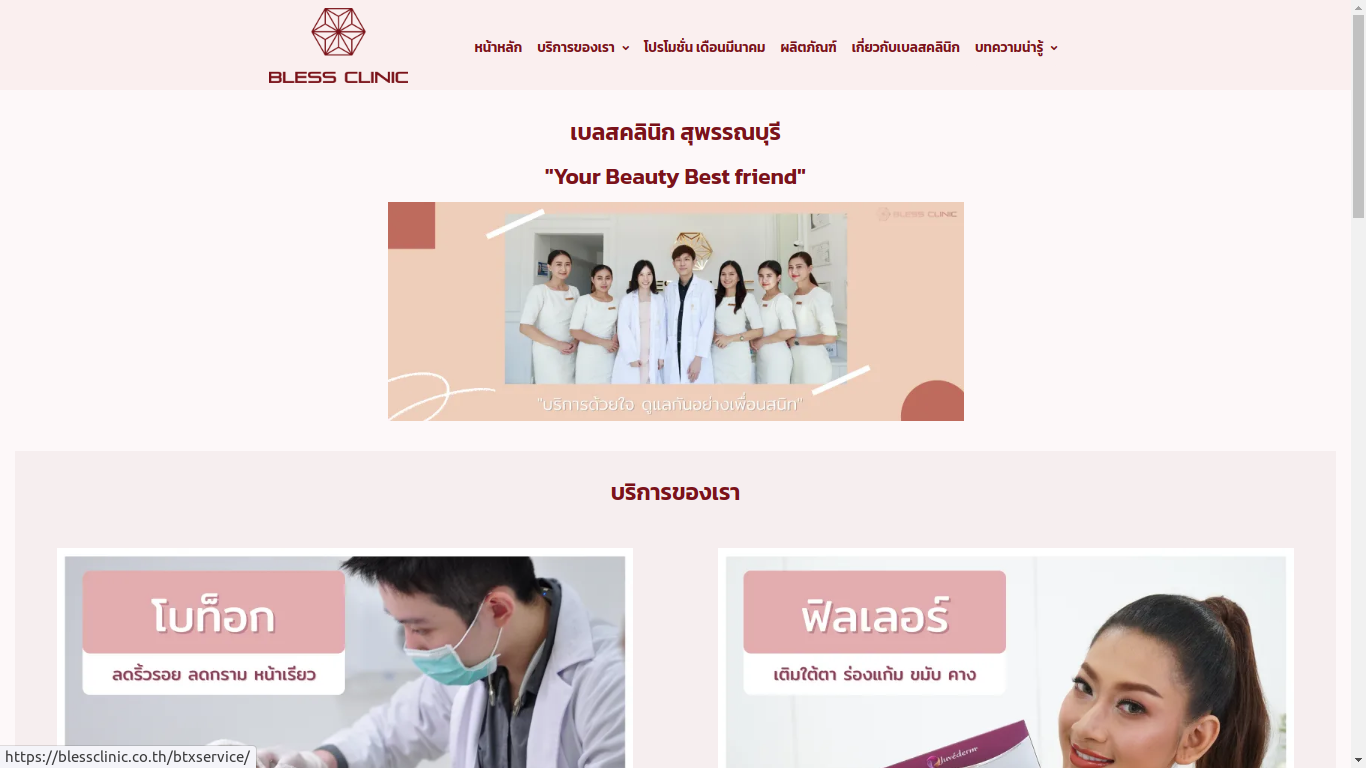 BLESS CLINIC
หน้าหลัก บริการของเรา โปรโมชั่น เดือนมีนาคม ผลิตภัณฑ์ เกี่ยวกับเบลสคลินิก บทความน่ารู้
เบลสคลินิก สุพรรณบุรี
"Your Beauty Best friend"
BLESS CLINIC
"บริการด้วยใจ ดูแลกันอย่างเพื่อนสนิท"
บริการของเรา
โบท็อก
ลดริ้วรอย ลดกราม หน้าเรียว
ฟิลเลอร์
เติมใต้ตา ร่องแก้ม ขมับ คาง
https://blessclinic.co.th/btxservice/